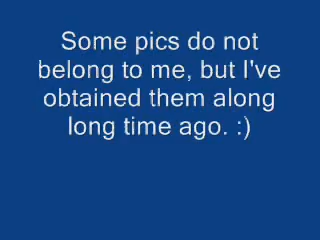 Some pics do not
belong to me, but I've
obtained them along
long time ago. :)